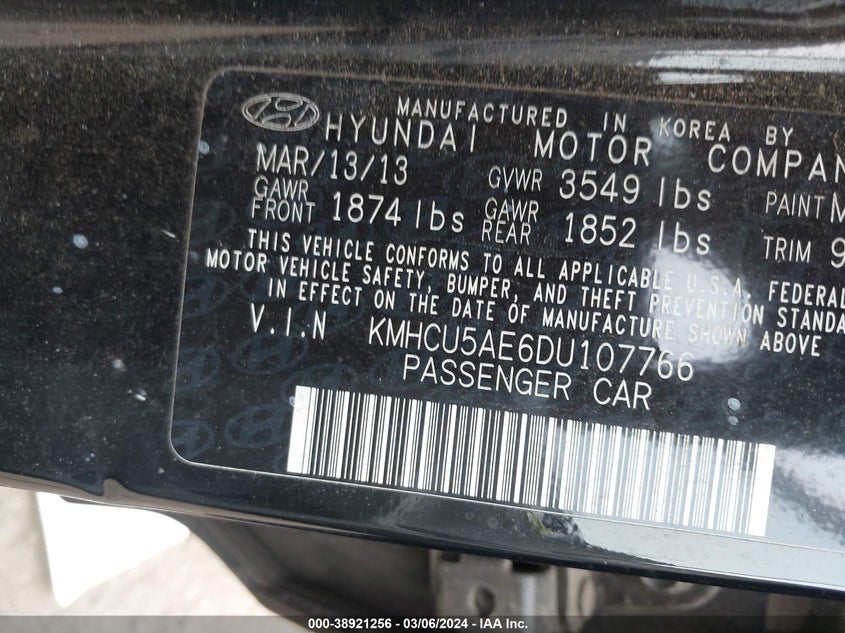 MANUFACTURED IN KOREA BY
HYUNDAI MOTOR COMPAN
MAR/13/13 GVWR 3549 lbs PAINT M
GAWR FRONT 1874 lbs GAWR REAR 1852 lbs TRIM 9
THIS VEHICLE CONFORMS TO ALL APPLICABLE U.S.A. FEDERAL
MOTOR VEHICLE SAFETY, BUMPER, AND THEFT PREVENTION STANDA
IN EFFECT ON THE DATE OF MANUFACTURE SHOWN ABOVE
V.I.N KMHCU5AE6DU107766
PASSENGER CAR
000-38921256 - 03/06/2024 - IAA Inc.